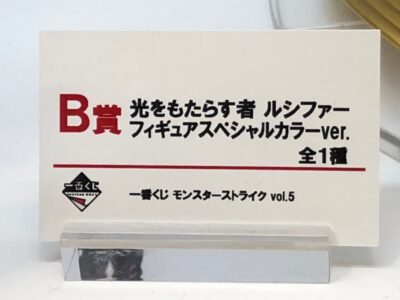 B賞 光をもたらす者 ルシファー
フィギュアスペシャルカラーver.
全1種
一番くじ
一番くじ モンスターストライク vol.5